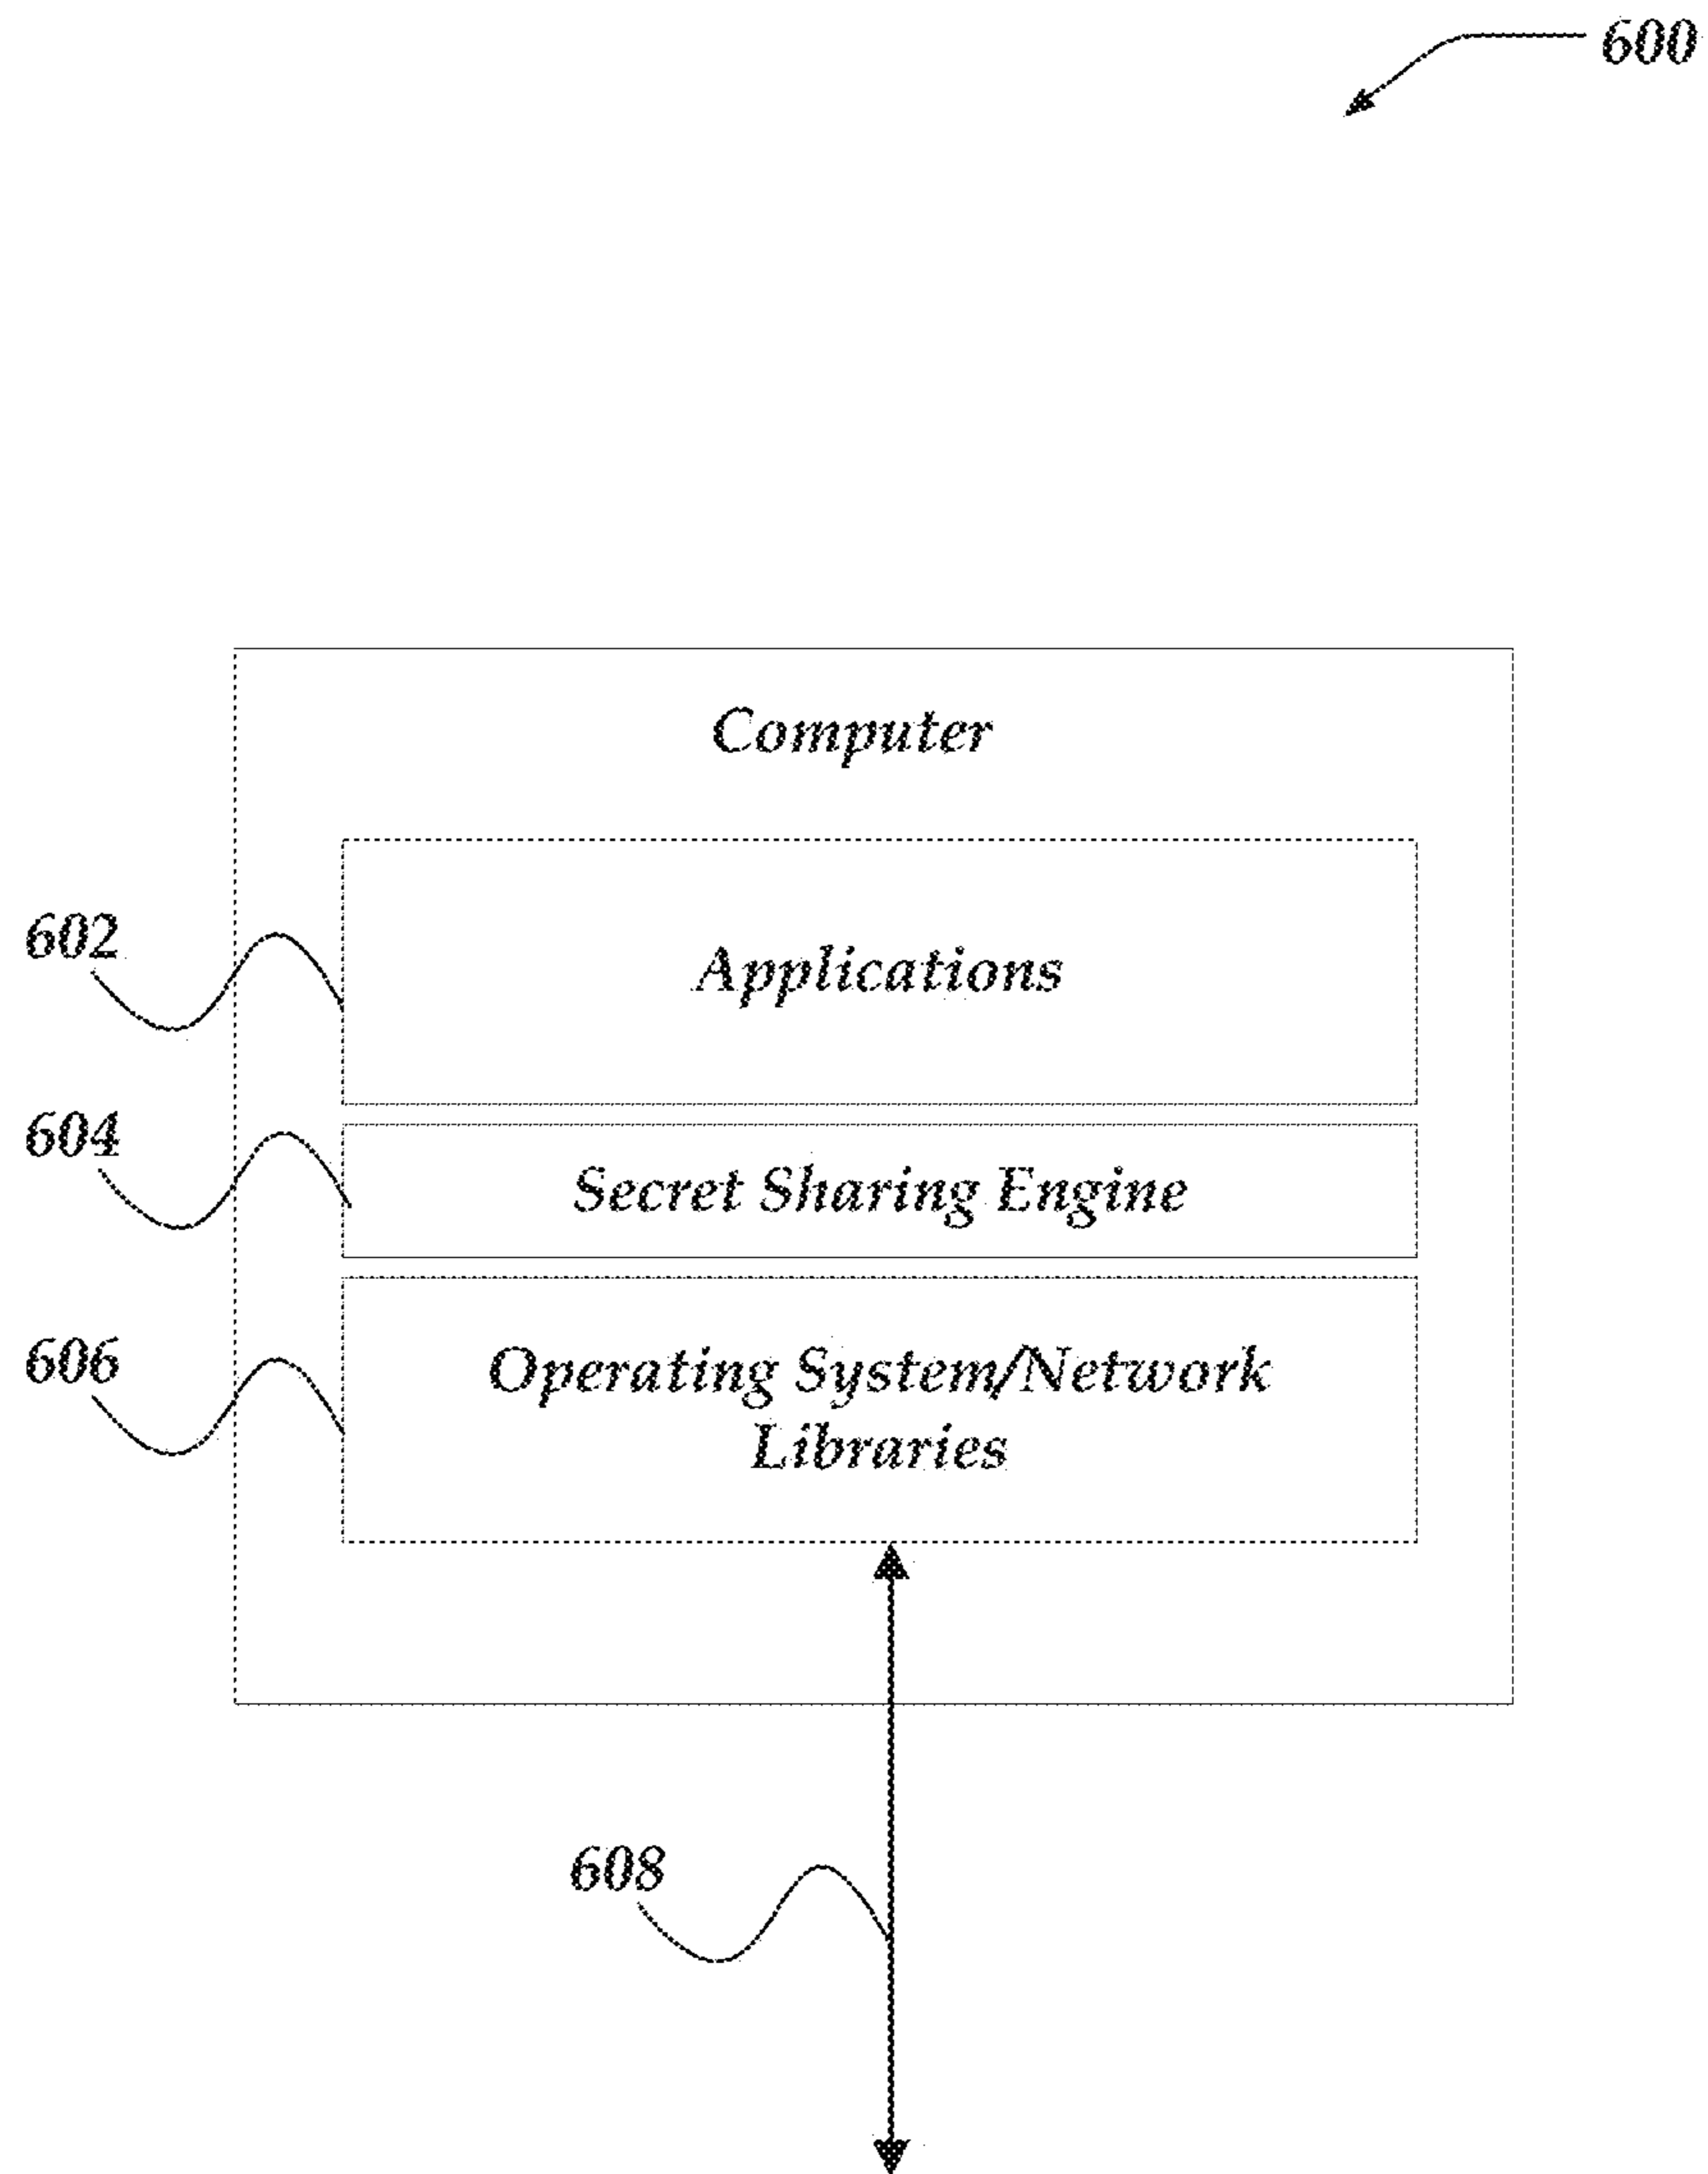 600
Computer
602
Applications
604
Secret Sharing Engine
606
Operating System/Network
Libraries
608